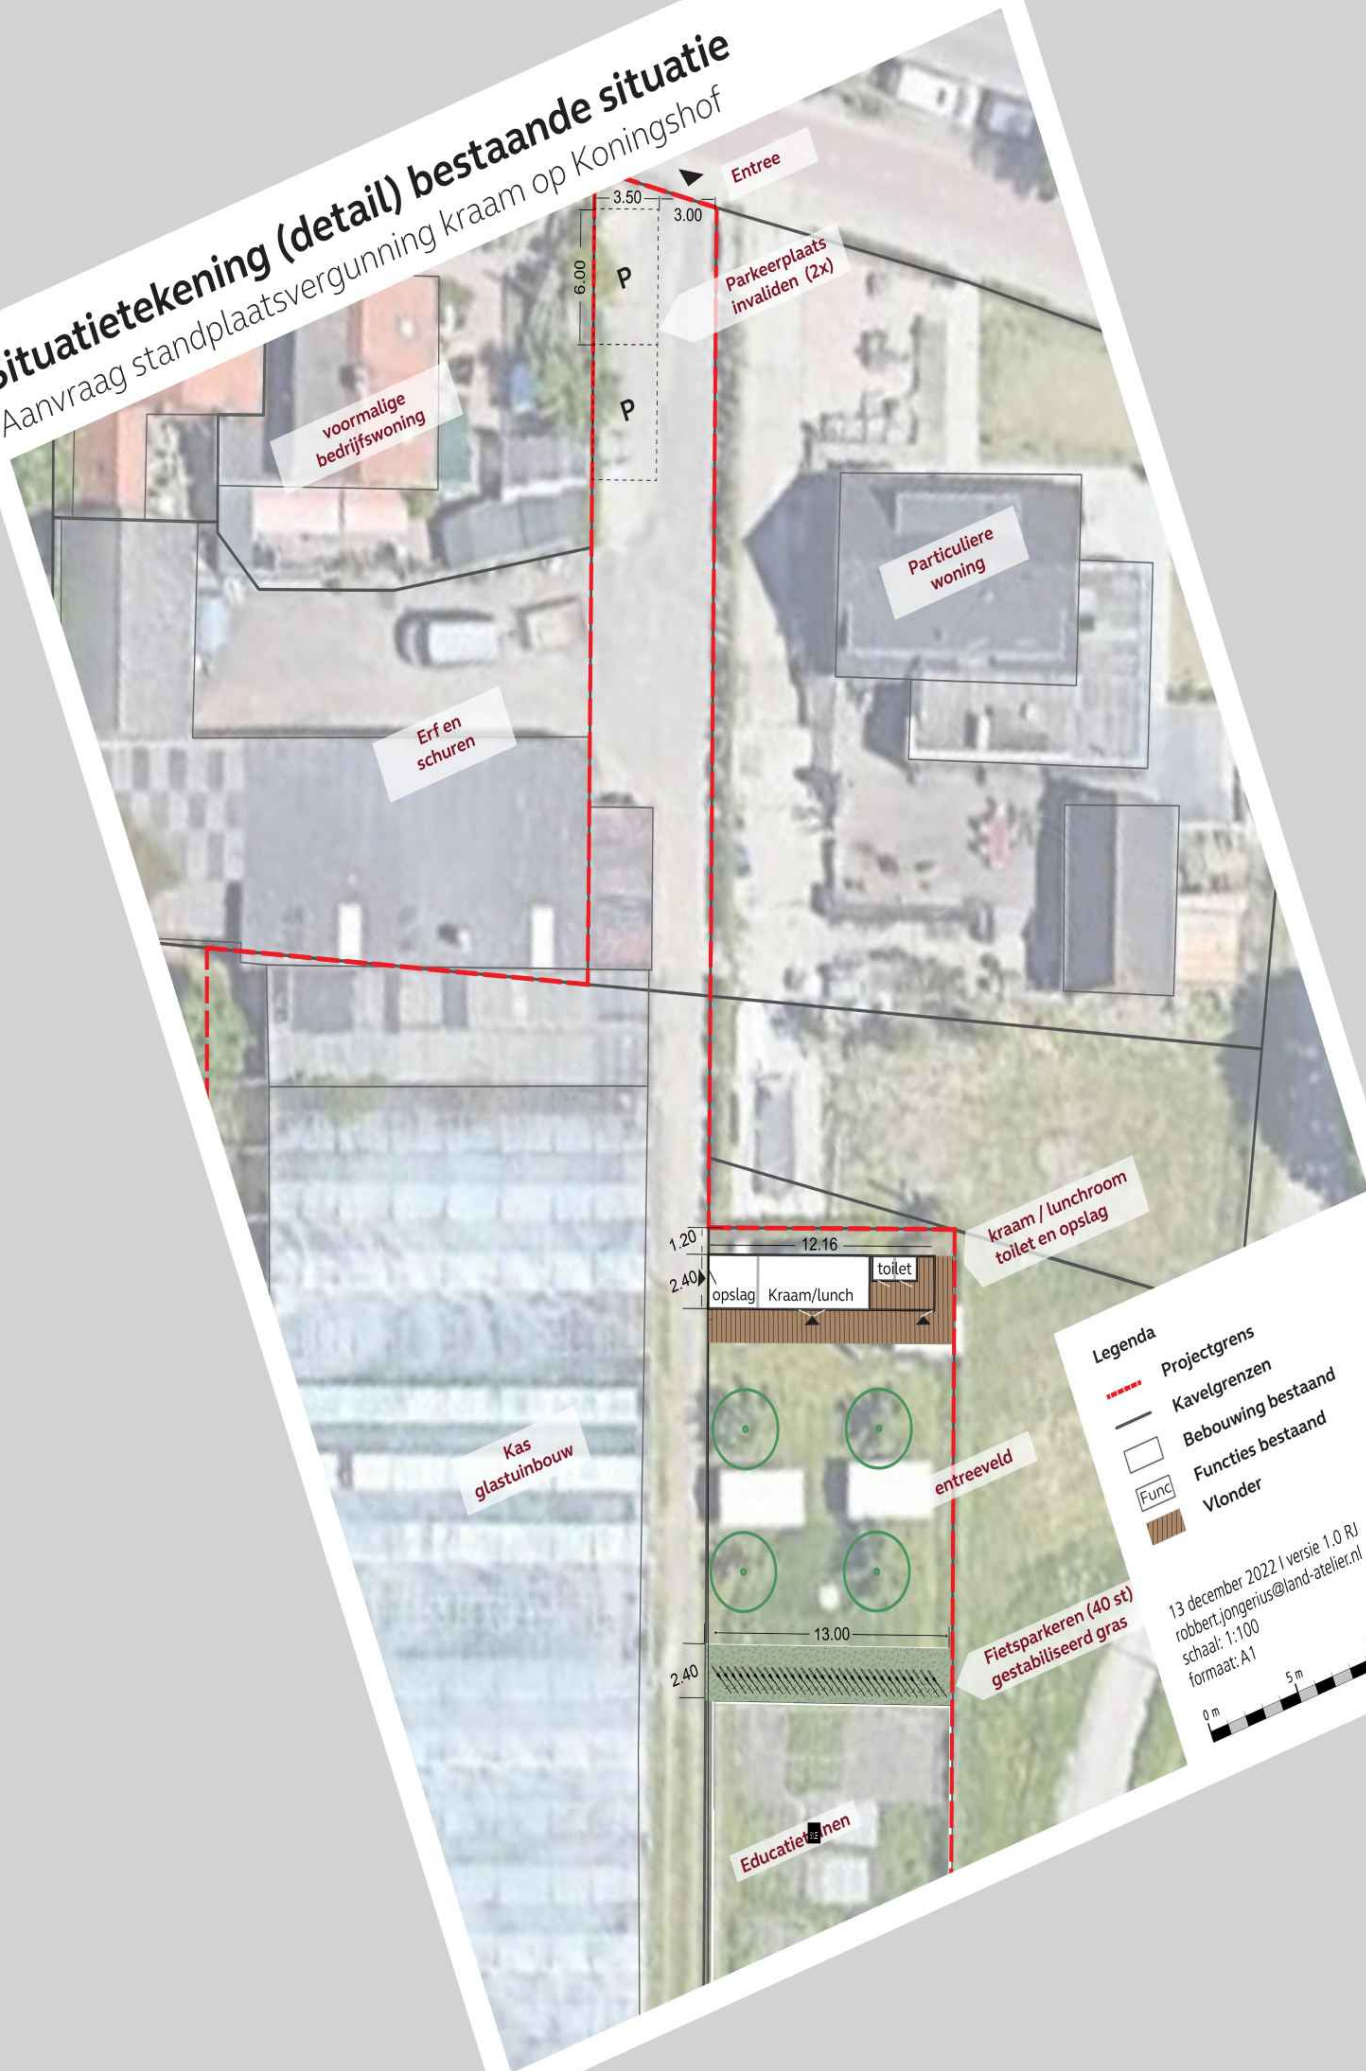 Situatietekening (detail) bestaande situatie
Aanvraag standplaatsvergunning kraam op Koningshof
Entree
3.50
3.00
6.00
P
Parkeerplaats
invaliden (2x)
P
voormalige
bedrijfswoning
Particuliere
woning
Erf en
schuren
kraam / lunchroom
toilet en opslag
1.20
12.16
2.40
toilet
opslag
Kraam/lunch
Legenda
Projectgrens
Kavelgrenzen
Bebouwing bestaand
Func
Functies bestaand
Vlonder
Kas
glastuinbouw
entreeveld
13 december 2022 I versie 1.0 RJ
robbert.jongerius@land-atelier.nl
schaal: 1:100
formaat: A1
0 m
5 m
13.00
2.40
Fietsparkeren (40 st)
gestabiliseerd gras